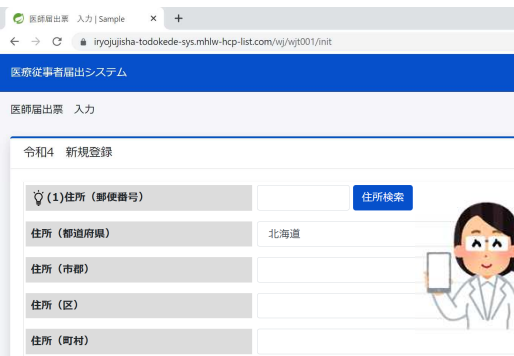 医師届出票　入力 | Sample
iryojujisha-todokede-sys.mhlw-hcp-list.com/wj/wjt001/init
医療従事者届出システム
医師届出票　入力
令和4　新規登録
(1)住所（郵便番号） 住所検索
住所（都道府県） 北海道
住所（市郡）
住所（区）
住所（町村）